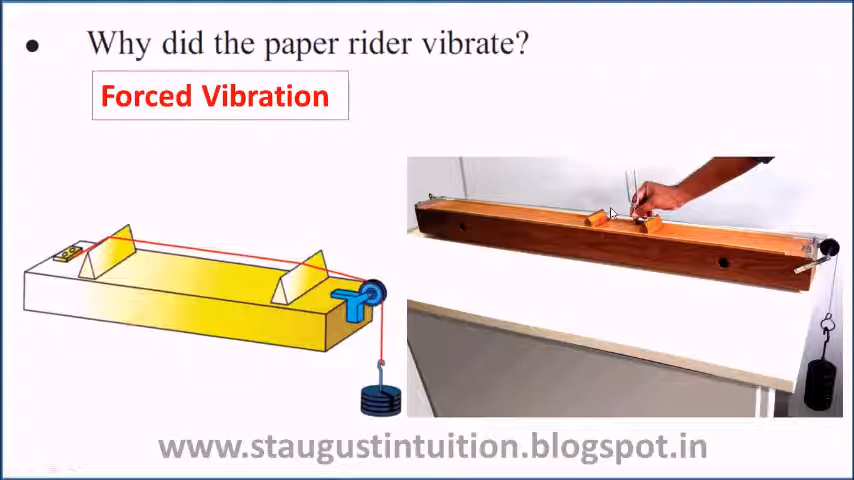 • Why did the paper rider vibrate?
Forced Vibration
www.staugustintuition.blogspot.in